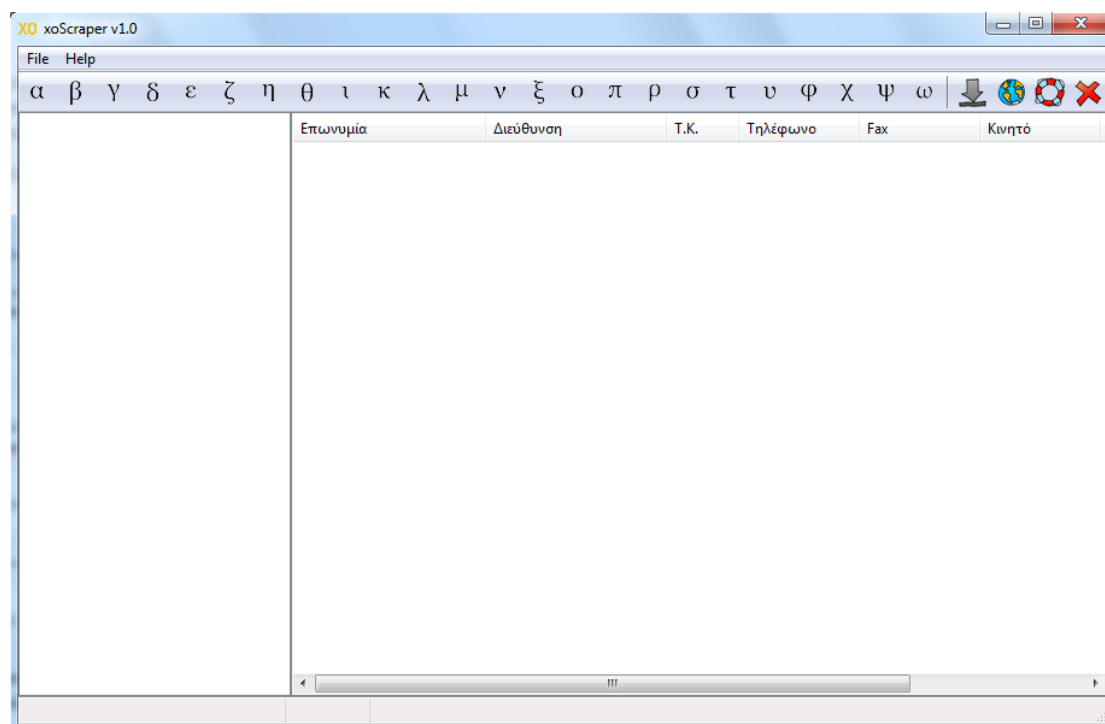 XO xoScraper v1.0
File Help
α β γ δ ε ζ η θ ι κ λ μ ν ξ ο π ρ σ τ υ φ χ ψ ω
Επωνυμία Διεύθυνση Τ.Κ. Τηλέφωνο Fax Κινητό